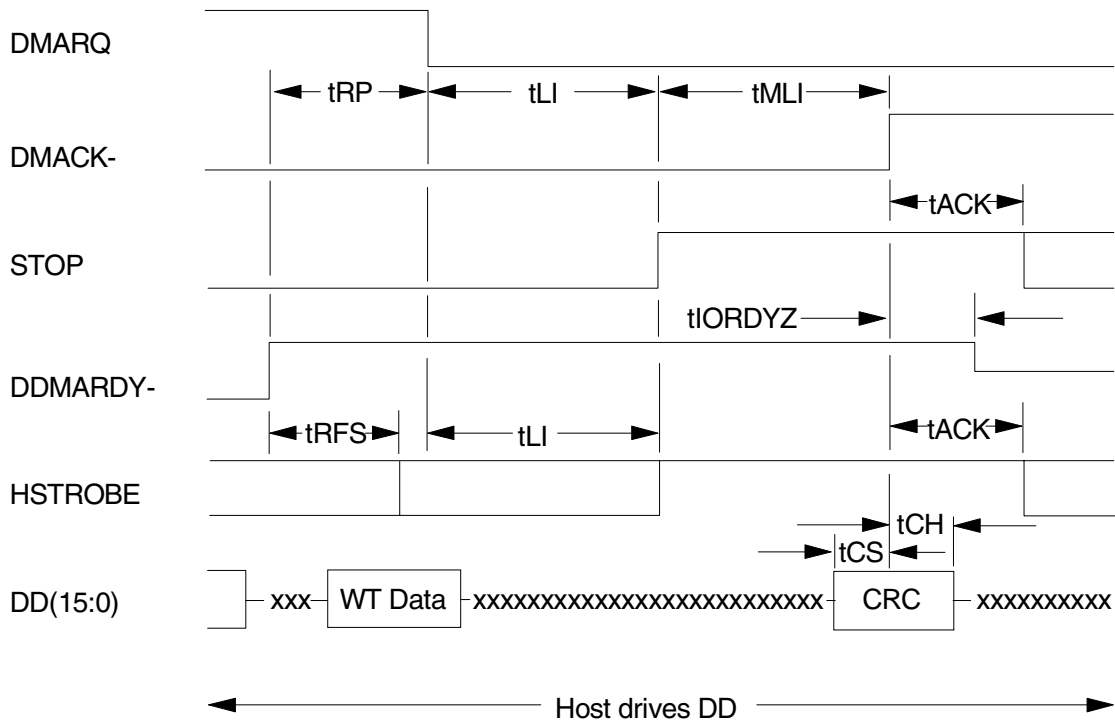 DMARQ
tRP
tLI
tMLI
DMACK-
tACK
STOP
tIORDYZ
DDMARDY-
tRFS
tLI
tACK
HSTROBE
tCH
tCS
DD(15:0)
xxx
WT Data
xxxxxxxxxxxxxxxxxxxxxxxxxx
CRC
xxxxxxxxxx
Host drives DD